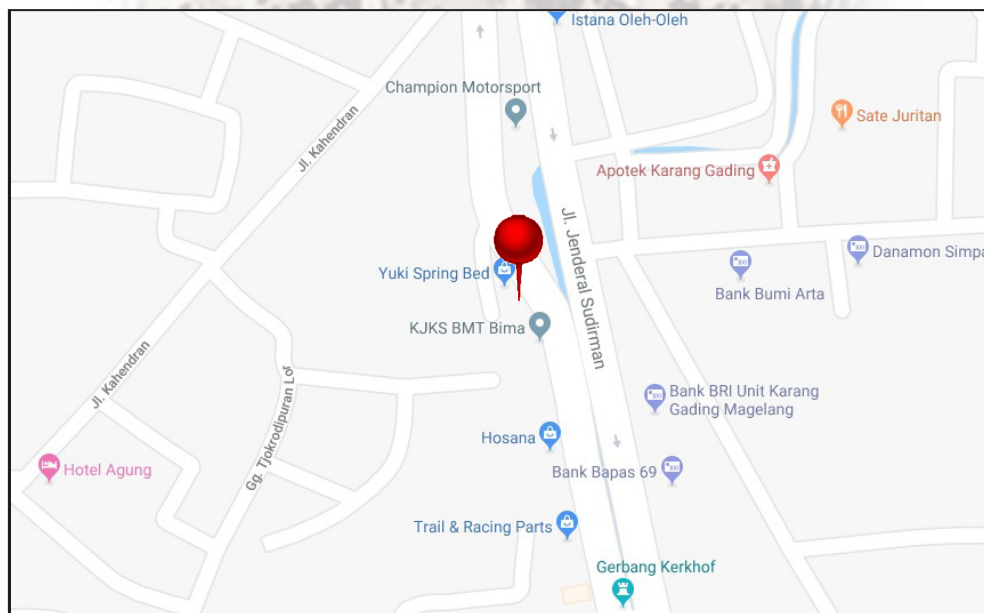 Istana Oleh-Oleh
Champion Motorsport
Sate Juritan
Jl. Kahendran
Apotek Karang Gading
Jl. Jenderal Sudirman
Danamon Simpa
Yuki Spring Bed
Bank Bumi Arta
KJKS BMT Bima
Jl. Kahendran
Gg. Tjokrodipuran Lor
Bank BRI Unit Karang
Gading Magelang
Hosana
Hotel Agung
Bank Bapas 69
Trail & Racing Parts
Gerbang Kerkhof